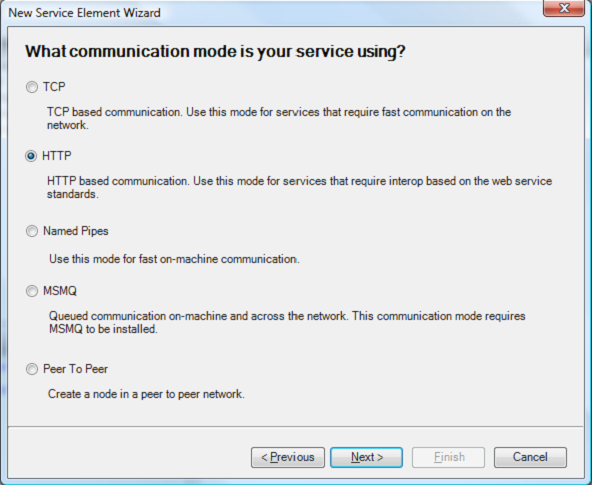 New Service Element Wizard
What communication mode is your service using?
TCP
TCP based communication. Use this mode for services that require fast communication on the
network.
HTTP
HTTP based communication. Use this mode for services that require interop based on the web service
standards.
Named Pipes
Use this mode for fast on-machine communication.
MSMQ
Queued communication on-machine and across the network. This communication mode requires
MSMQ to be installed.
Peer To Peer
Create a node in a peer to peer network.
< Previous Next > Finish Cancel